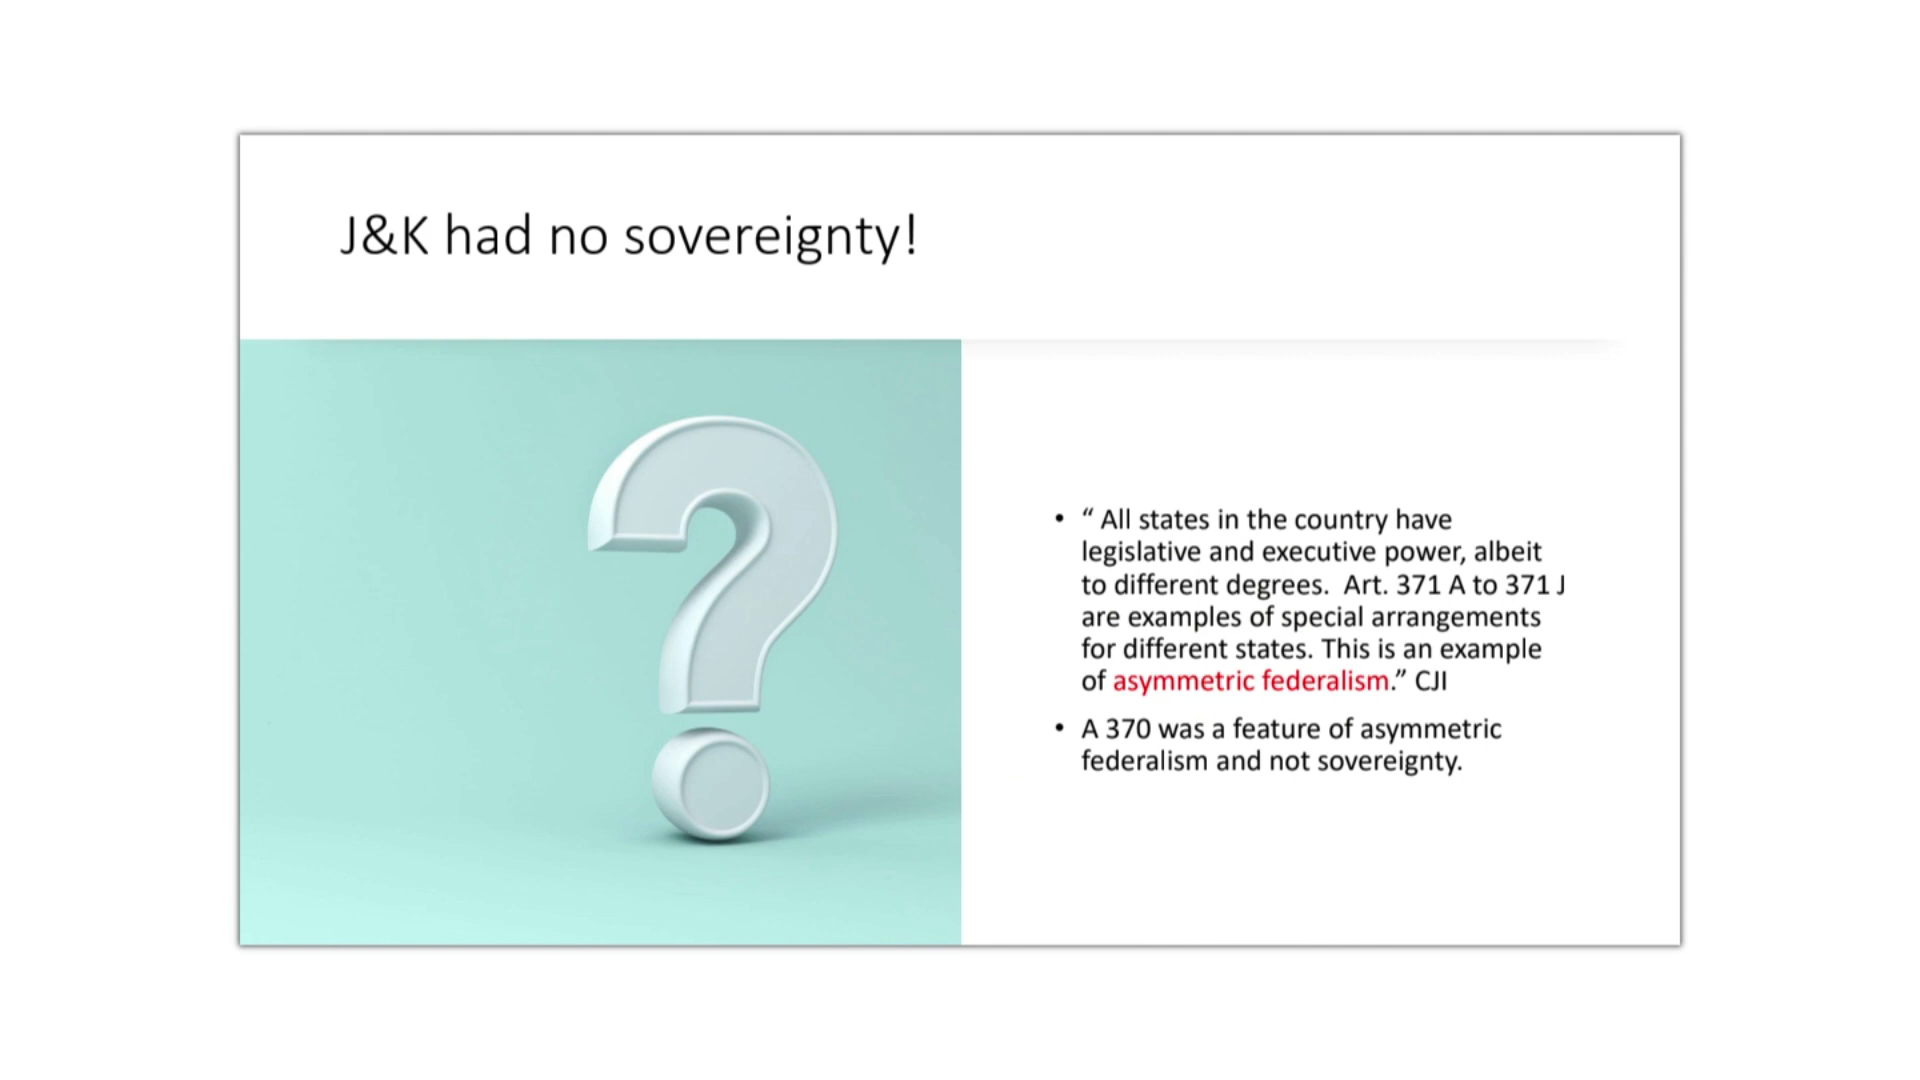 J&K had no sovereignty!
• “ All states in the country have
legislative and executive power, albeit
to different degrees.  Art. 371 A to 371 J
are examples of special arrangements
for different states. This is an example
of asymmetric federalism.” CJI
• A 370 was a feature of asymmetric
federalism and not sovereignty.
?